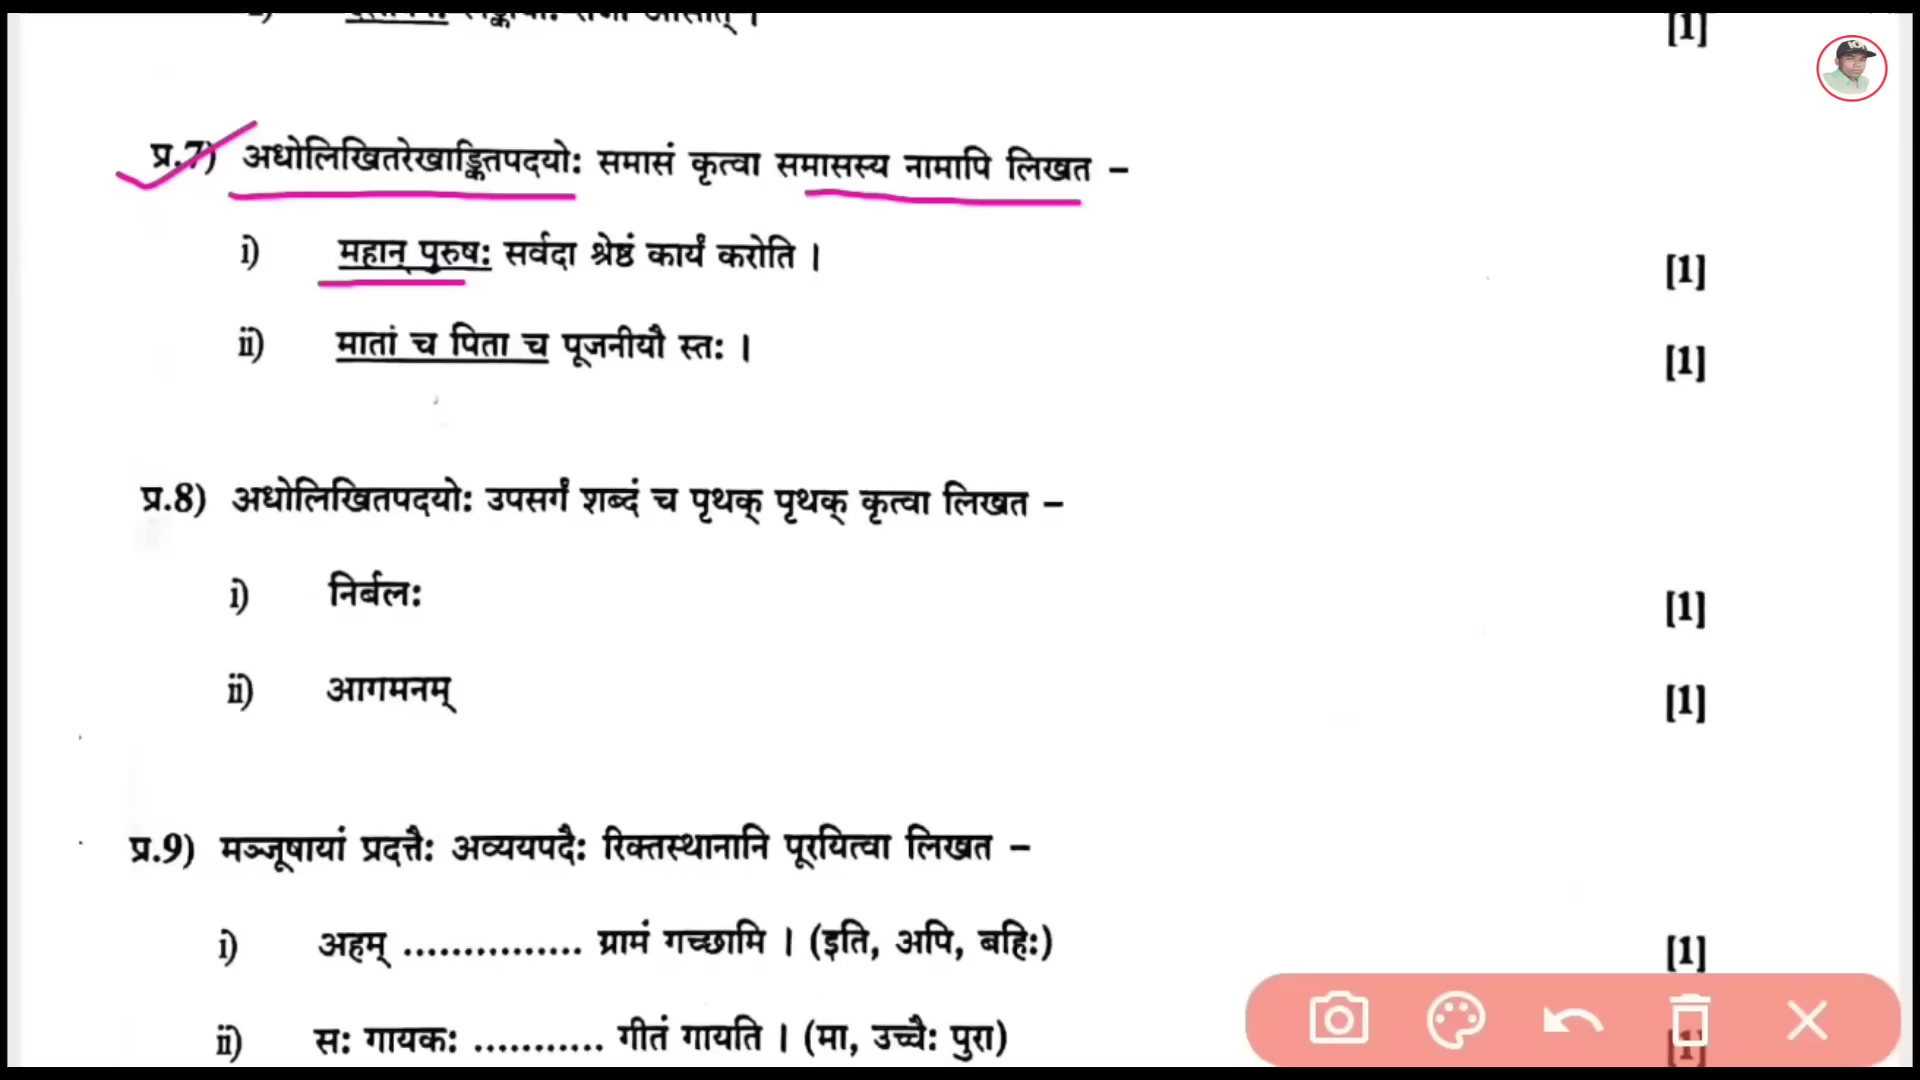 [1]
प्र.7) अधोलिखितरेखाङ्कितपदयो: समासं कृत्वा समासस्य नामापि लिखत –
i) महान् पुरुष: सर्वदा श्रेष्ठं कार्यं करोति । [1]
ii) मातां च पिता च पूजनीयौ स्त: । [1]
प्र.8) अधोलिखितपदयो: उपसर्गं शब्दं च पृथक् पृथक् कृत्वा लिखत –
i) निर्बल: [1]
ii) आगमनम् [1]
प्र.9) मञ्जूषायां प्रदत्तै: अव्ययपदै: रिक्तस्थानानि पूरयित्वा लिखत –
i) अहम् ............... ग्रामं गच्छामि । (इति, अपि, बहि:) [1]
ii) स: गायक: ........... गीतं गायति । (मा, उच्चै: पुरा) [1]